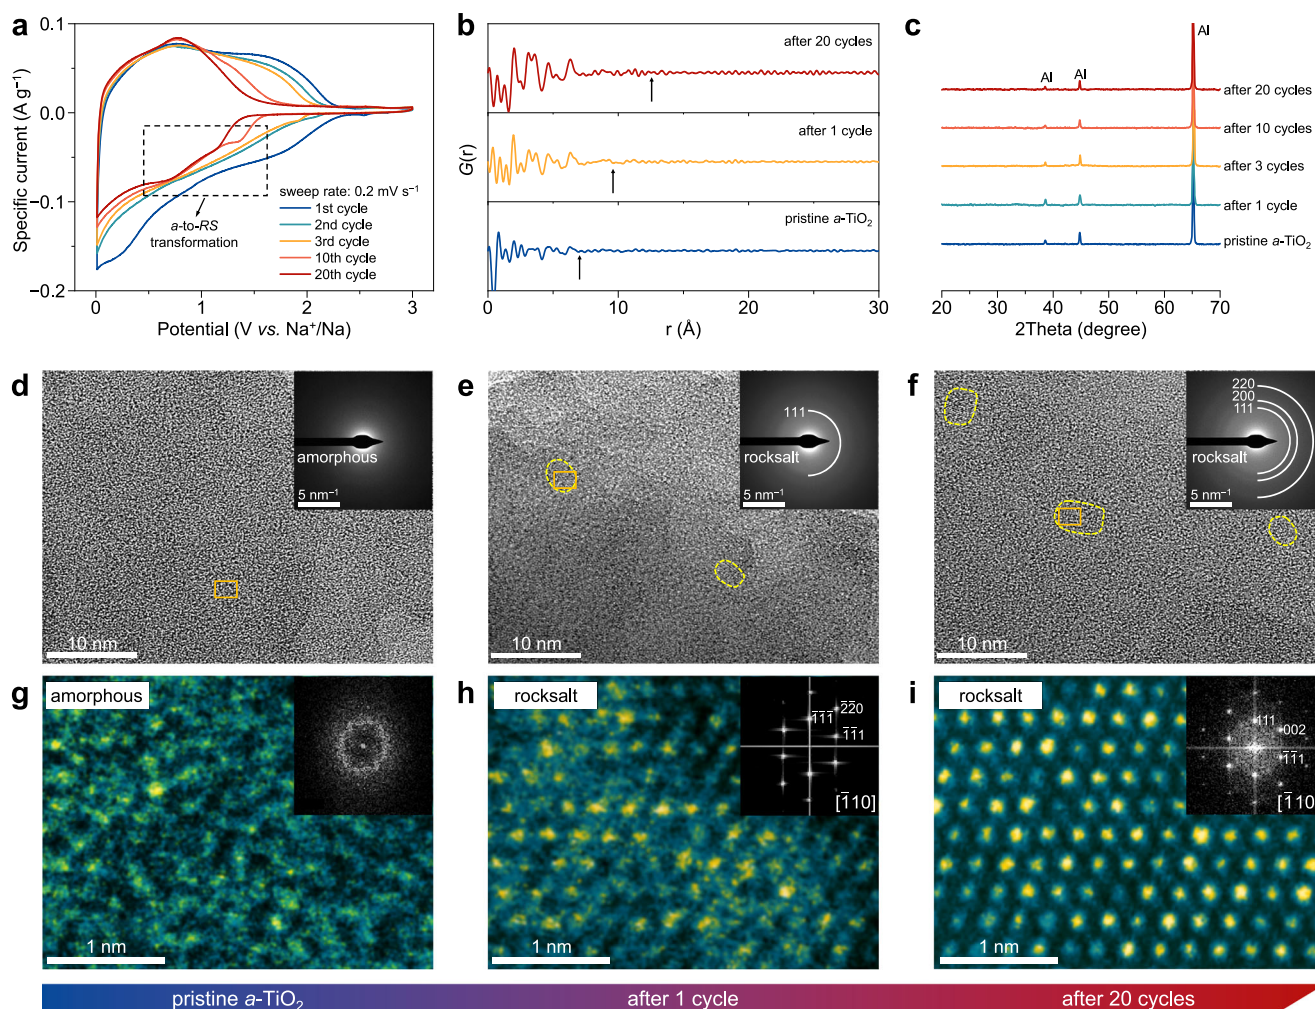 a
0.1
0.0
−0.1
−0.2
Specific current (A g⁻¹)
0
1
2
3
Potential (V vs. Na⁺/Na)
a-to-RS
transformation
sweep rate: 0.2 mV s⁻¹
1st cycle
2nd cycle
3rd cycle
10th cycle
20th cycle
b
after 20 cycles
after 1 cycle
pristine a-TiO₂
G(r)
0
10
20
30
r (Å)
c
Al
Al
Al
after 20 cycles
after 10 cycles
after 3 cycles
after 1 cycle
pristine a-TiO₂
20
30
40
50
60
70
2Theta (degree)
d
amorphous
5 nm⁻¹
10 nm
e
111
rocksalt
5 nm⁻¹
10 nm
f
220
200
111
rocksalt
5 nm⁻¹
10 nm
g
amorphous
1 nm
h
rocksalt
1̅1̅1̅
2̅2̅0
1̅1̅1
[1̅10]
1 nm
i
rocksalt
111
002
1̅1̅1
[1̅10]
1 nm
pristine a-TiO₂
after 1 cycle
after 20 cycles